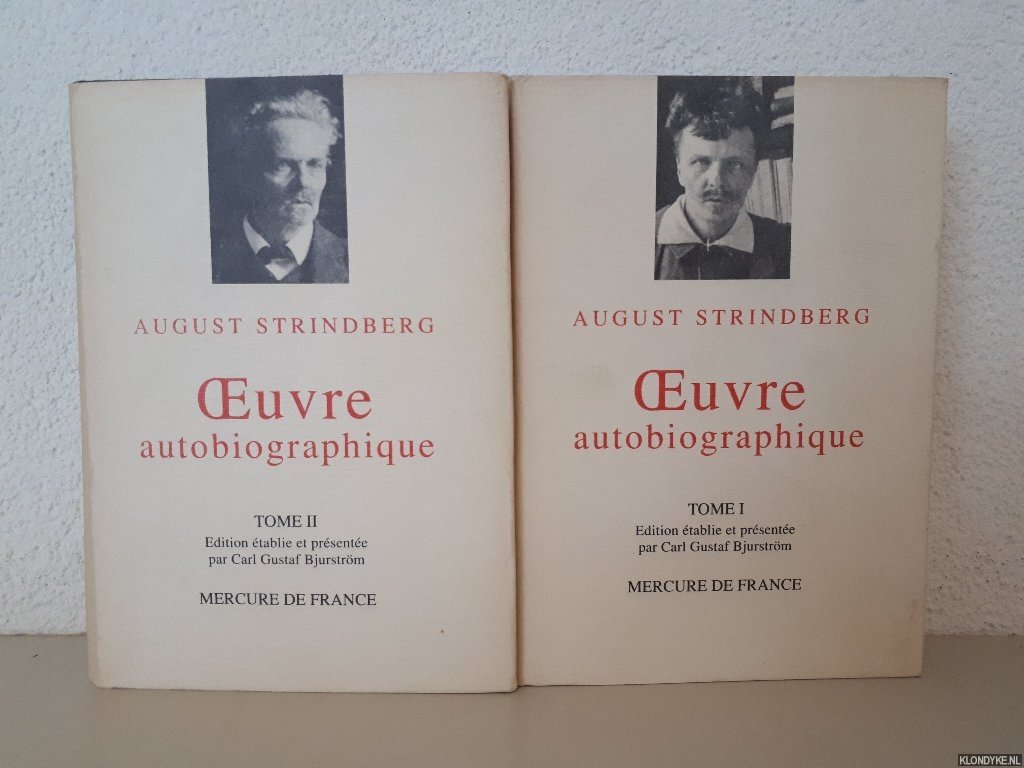 AUGUST STRINDBERG
Œuvre
autobiographique
TOME II
Edition établie et présentée
par Carl Gustaf Bjurström
MERCURE DE FRANCE
AUGUST STRINDBERG
Œuvre
autobiographique
TOME I
Edition établie et présentée
par Carl Gustaf Bjurström
MERCURE DE FRANCE
KLONDYKE.NL